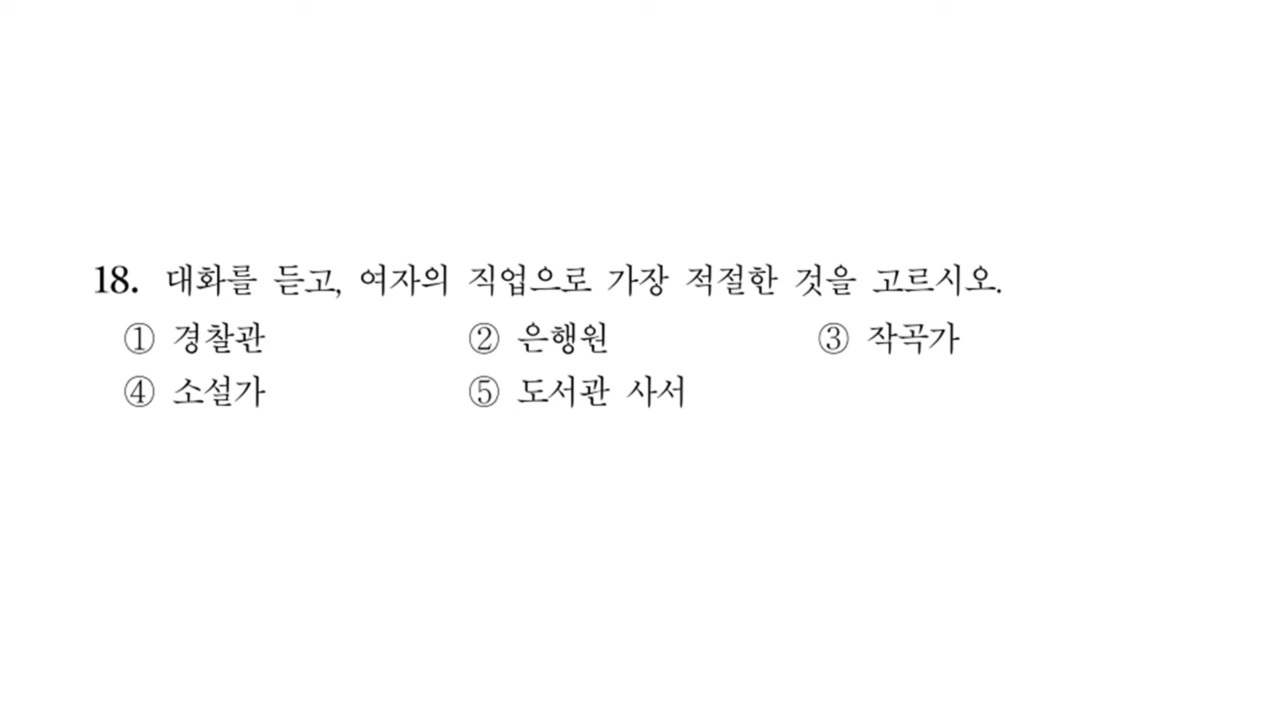 18. 대화를 듣고, 여자의 직업으로 가장 적절한 것을 고르시오.
① 경찰관 ② 은행원 ③ 작곡가
④ 소설가 ⑤ 도서관 사서